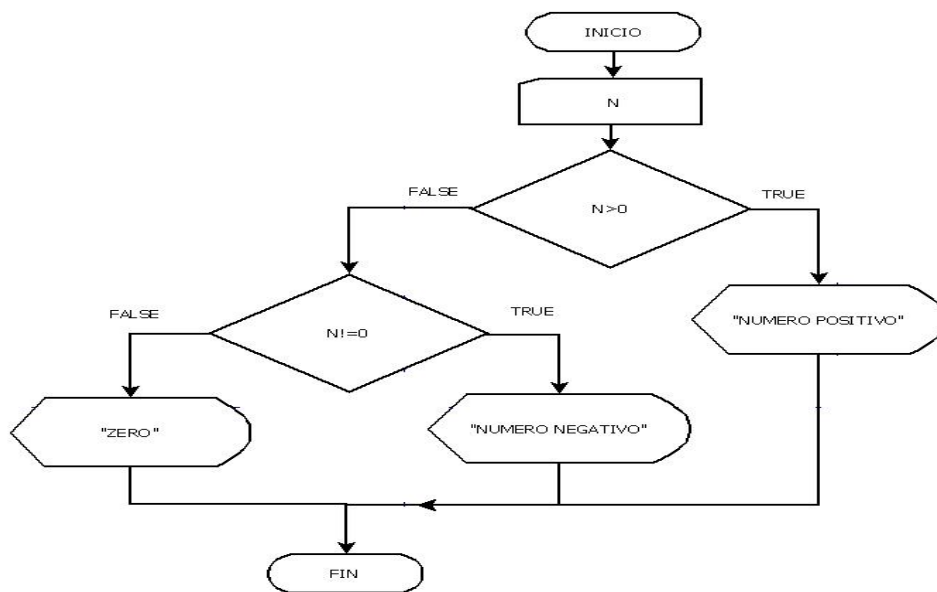 INICIO
N
FALSE
TRUE
N>0
FALSE
TRUE
N!=0
"NUMERO POSITIVO"
"ZERO"
"NUMERO NEGATIVO"
FIN